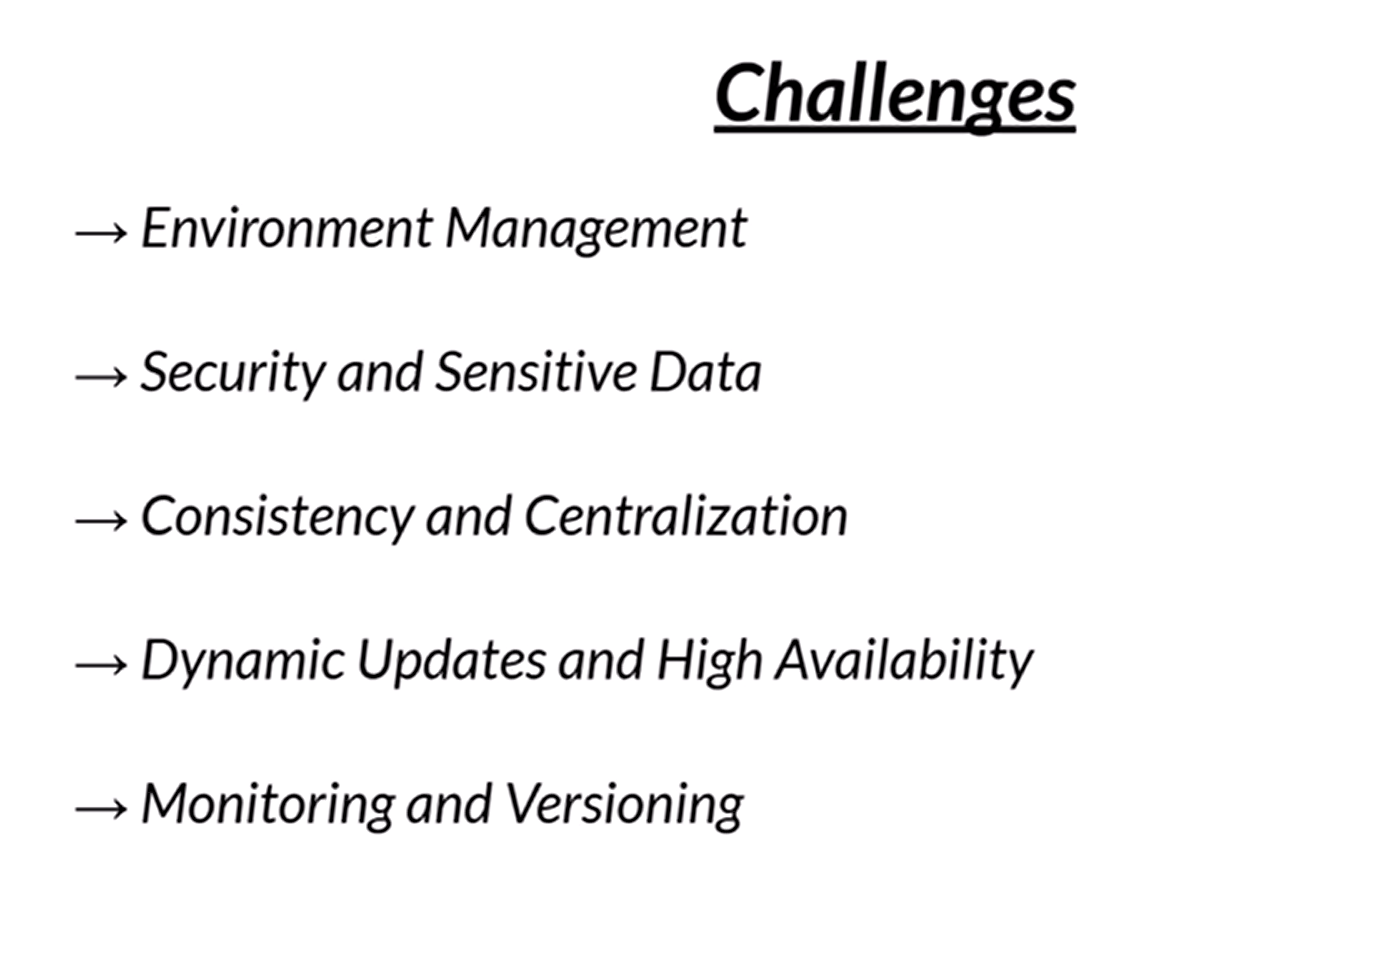 Challenges
→ Environment Management
→ Security and Sensitive Data
→ Consistency and Centralization
→ Dynamic Updates and High Availability
→ Monitoring and Versioning